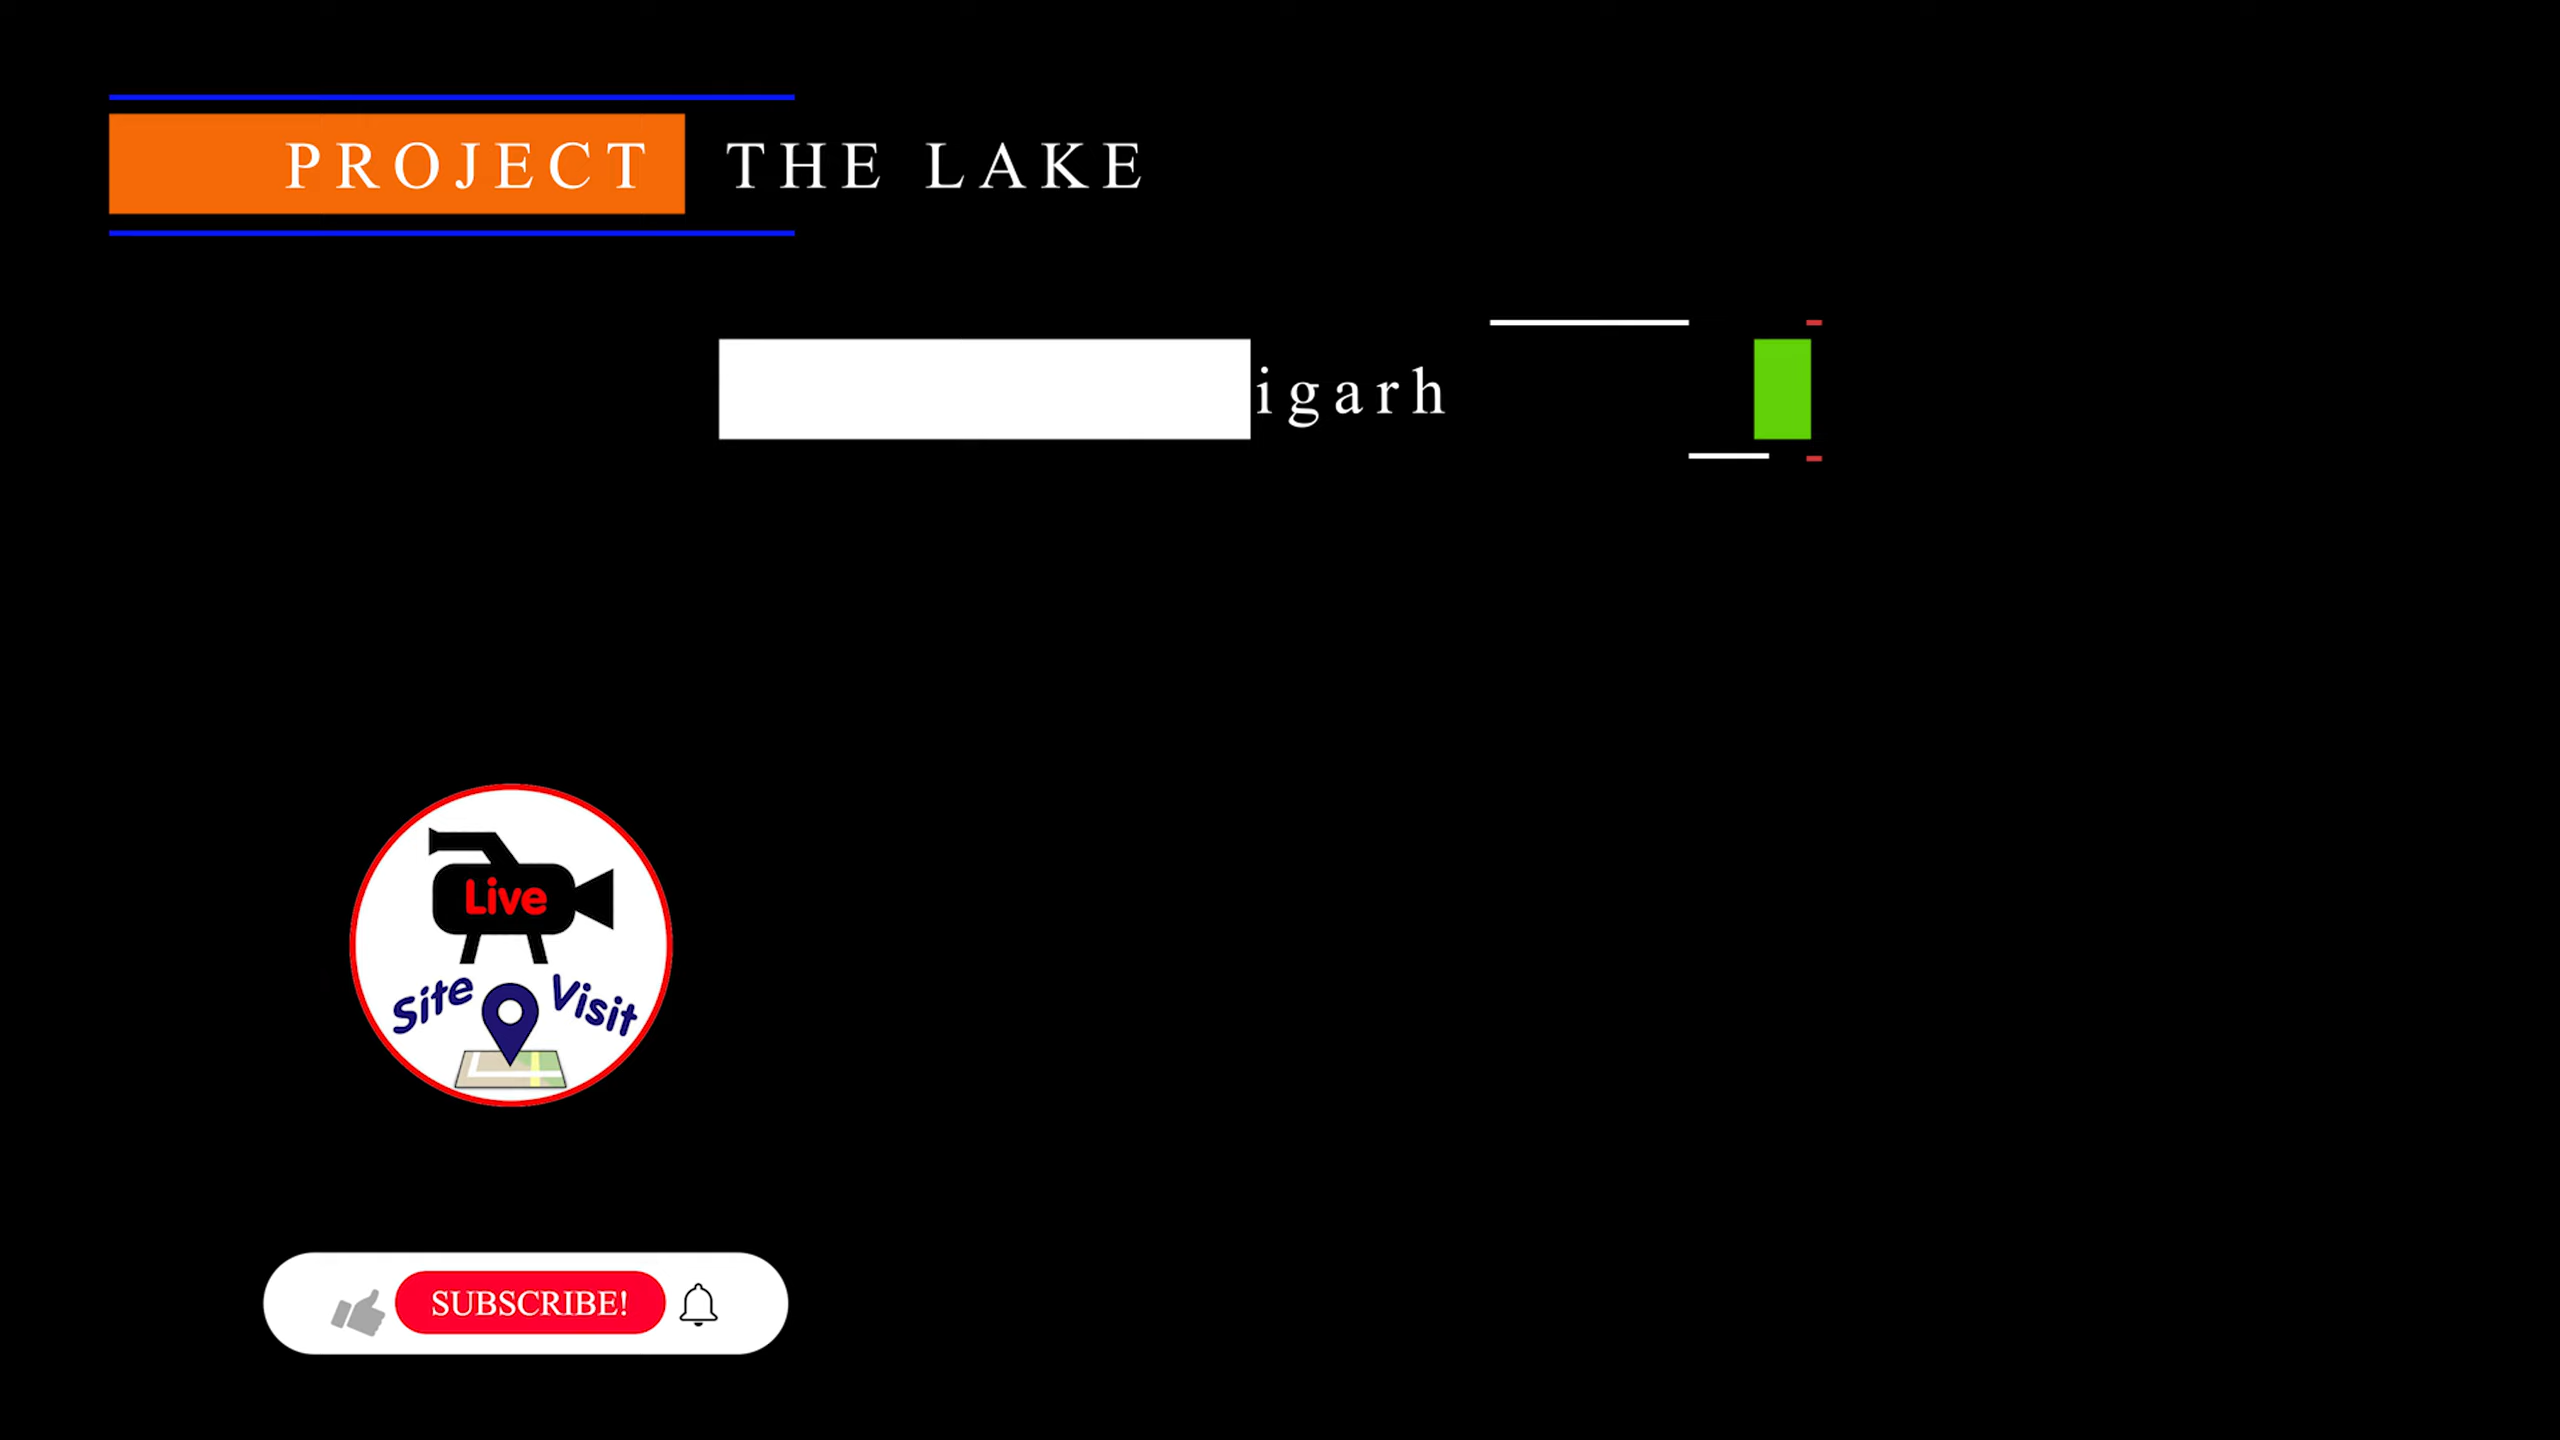 PROJECT THE LAKE
igarh
Live
Site Visit
SUBSCRIBE!